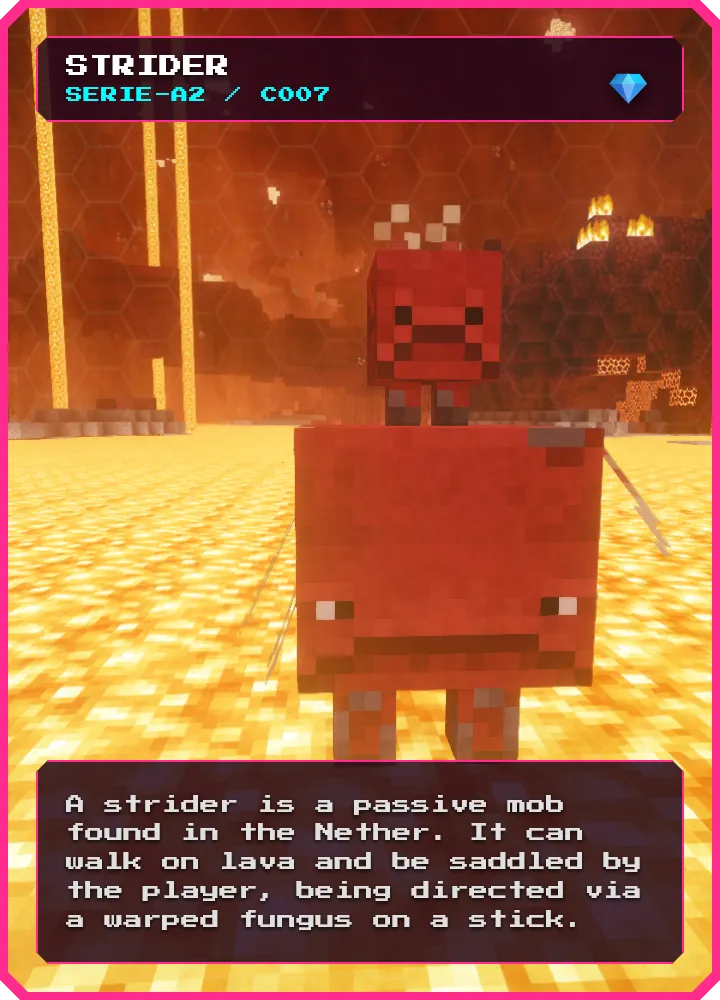 STRIDER
SERIE-A2 / C007
A strider is a passive mob
found in the Nether. It can
walk on lava and be saddled by
the player, being directed via
a warped fungus on a stick.